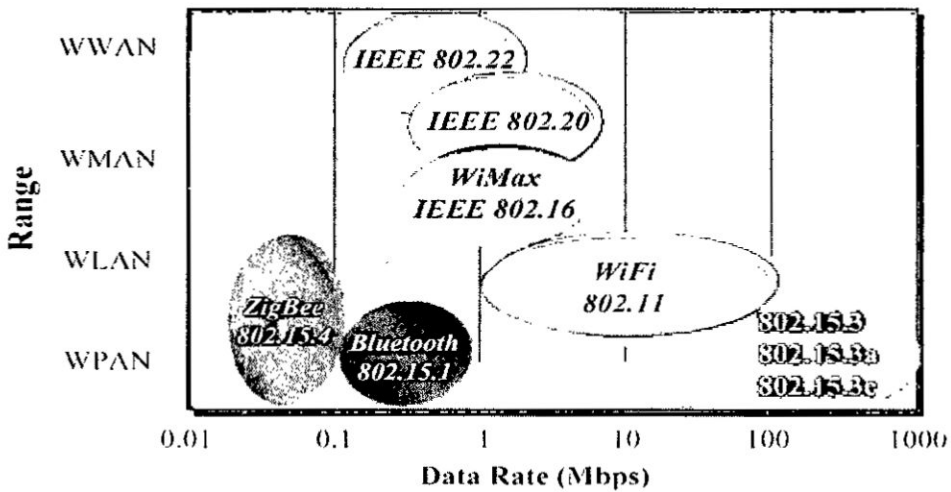 WWAN
IEEE 802.22
IEEE 802.20
WMAN
WiMax
IEEE 802.16
Range
WLAN
WiFi
802.11
ZigBee
802.15.4
802.15.3
Bluetooth
802.15.1
802.15.3a
WPAN
802.15.3c
0.01 0.1 1 10 100 1000
Data Rate (Mbps)